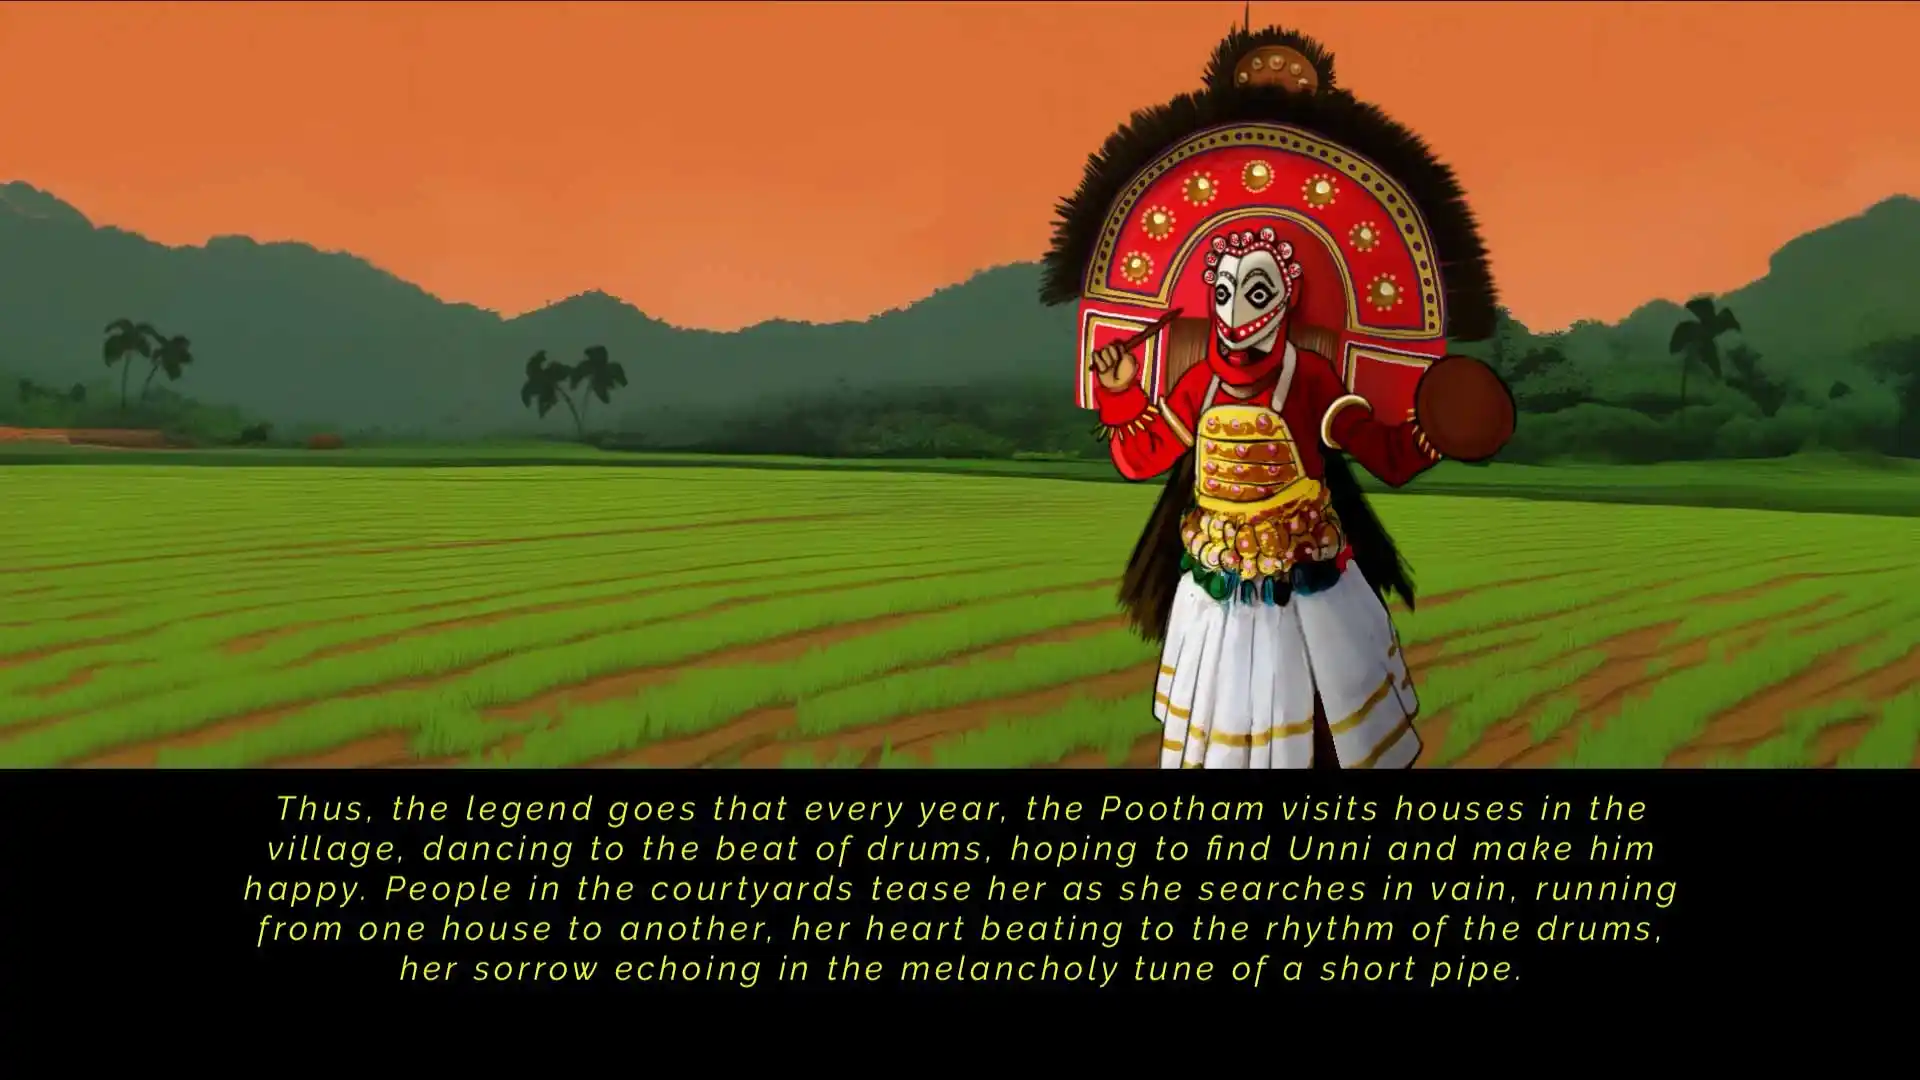 Thus, the legend goes that every year, the Pootham visits houses in the
village, dancing to the beat of drums, hoping to find Unni and make him
happy. People in the courtyards tease her as she searches in vain, running
from one house to another, her heart beating to the rhythm of the drums,
her sorrow echoing in the melancholy tune of a short pipe.